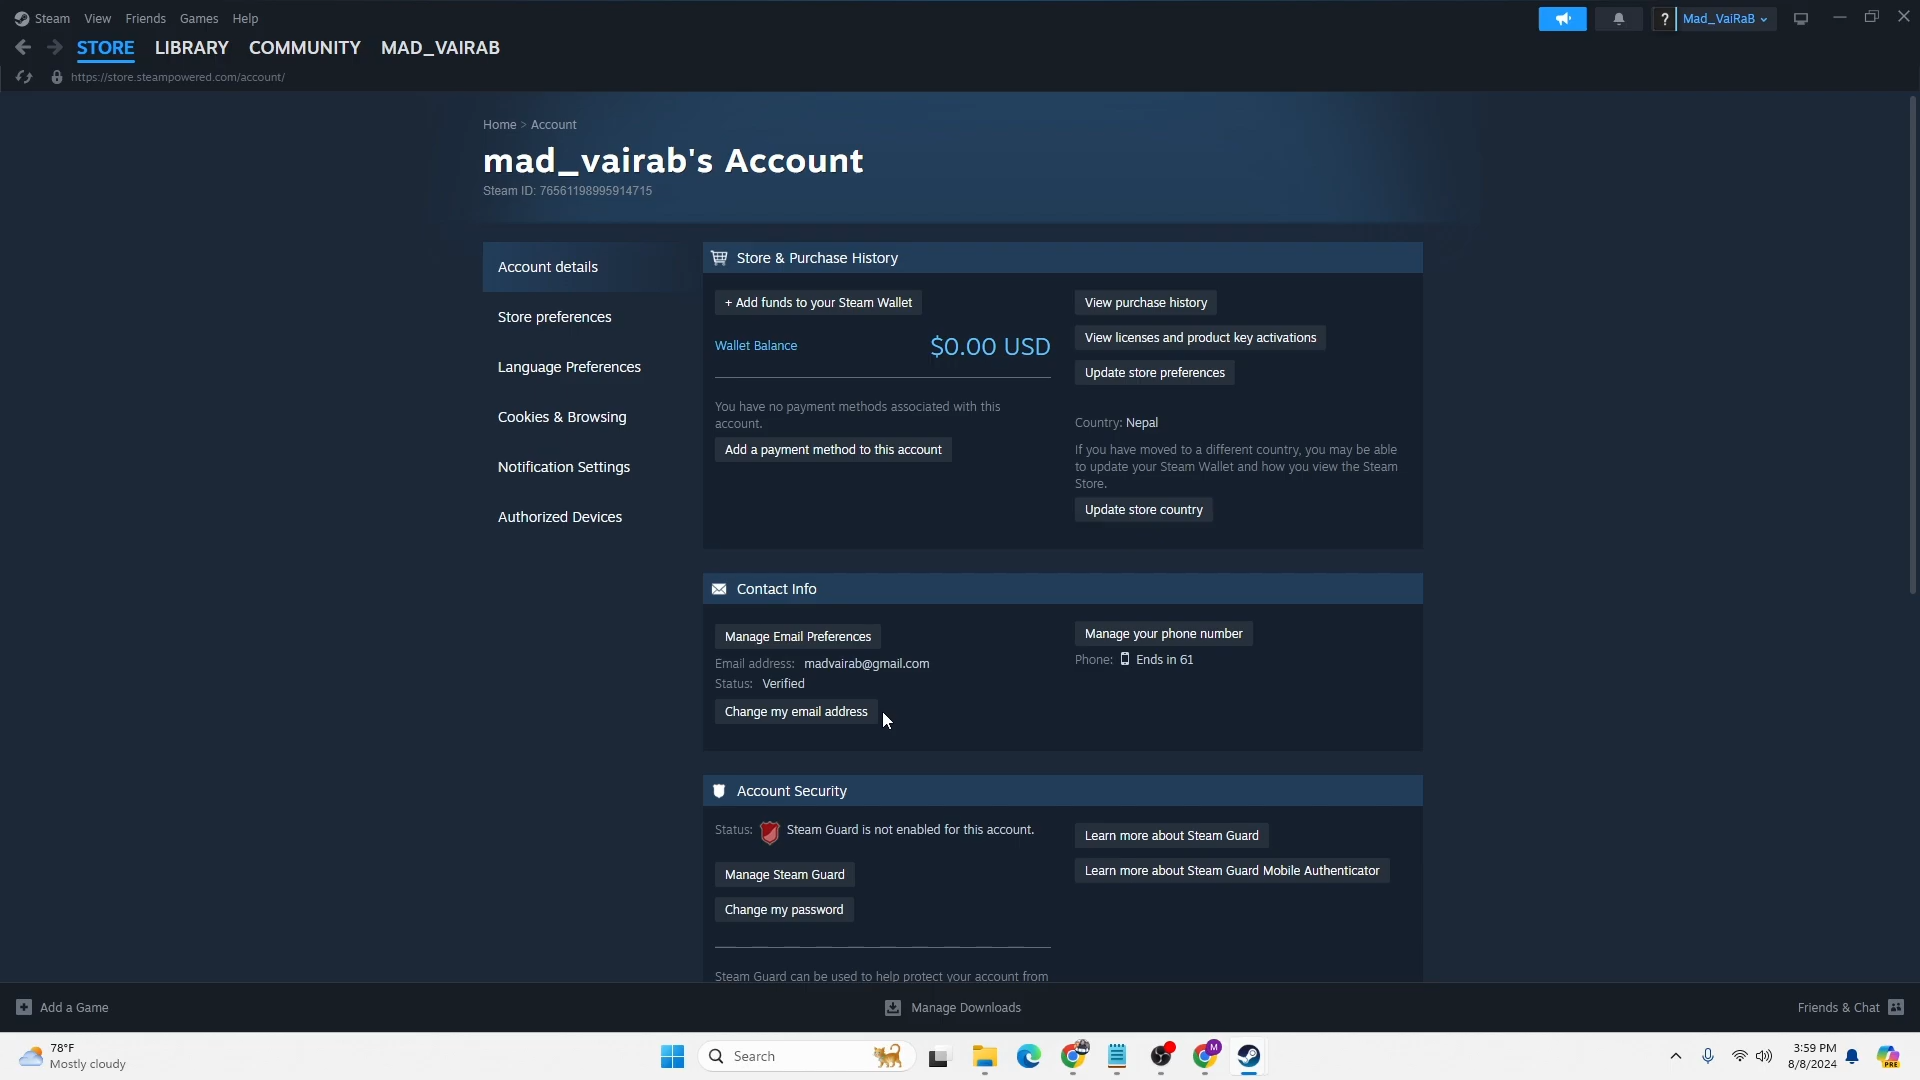 Steam View Friends Games Help
? Mad_VaiRaB
STORE LIBRARY COMMUNITY MAD_VAIRAB
https://store.steampowered.com/account/
Home > Account
mad_vairab's Account
Steam ID: 76561198995914715
Account details
Store preferences
Language Preferences
Cookies & Browsing
Notification Settings
Authorized Devices
Store & Purchase History
+ Add funds to your Steam Wallet
Wallet Balance $0.00 USD
You have no payment methods associated with this
account.
Add a payment method to this account
View purchase history
View licenses and product key activations
Update store preferences
Country: Nepal
If you have moved to a different country, you may be able
to update your Steam Wallet and how you view the Steam
Store.
Update store country
Contact Info
Manage Email Preferences
Email address: madvairab@gmail.com
Status: Verified
Change my email address
Manage your phone number
Phone: Ends in 61
Account Security
Status: Steam Guard is not enabled for this account.
Manage Steam Guard
Change my password
Steam Guard can be used to help protect your account from
Learn more about Steam Guard
Learn more about Steam Guard Mobile Authenticator
Add a Game
Manage Downloads
Friends & Chat
78°F
Mostly cloudy
Search
M
3:59 PM
8/8/2024
PRE